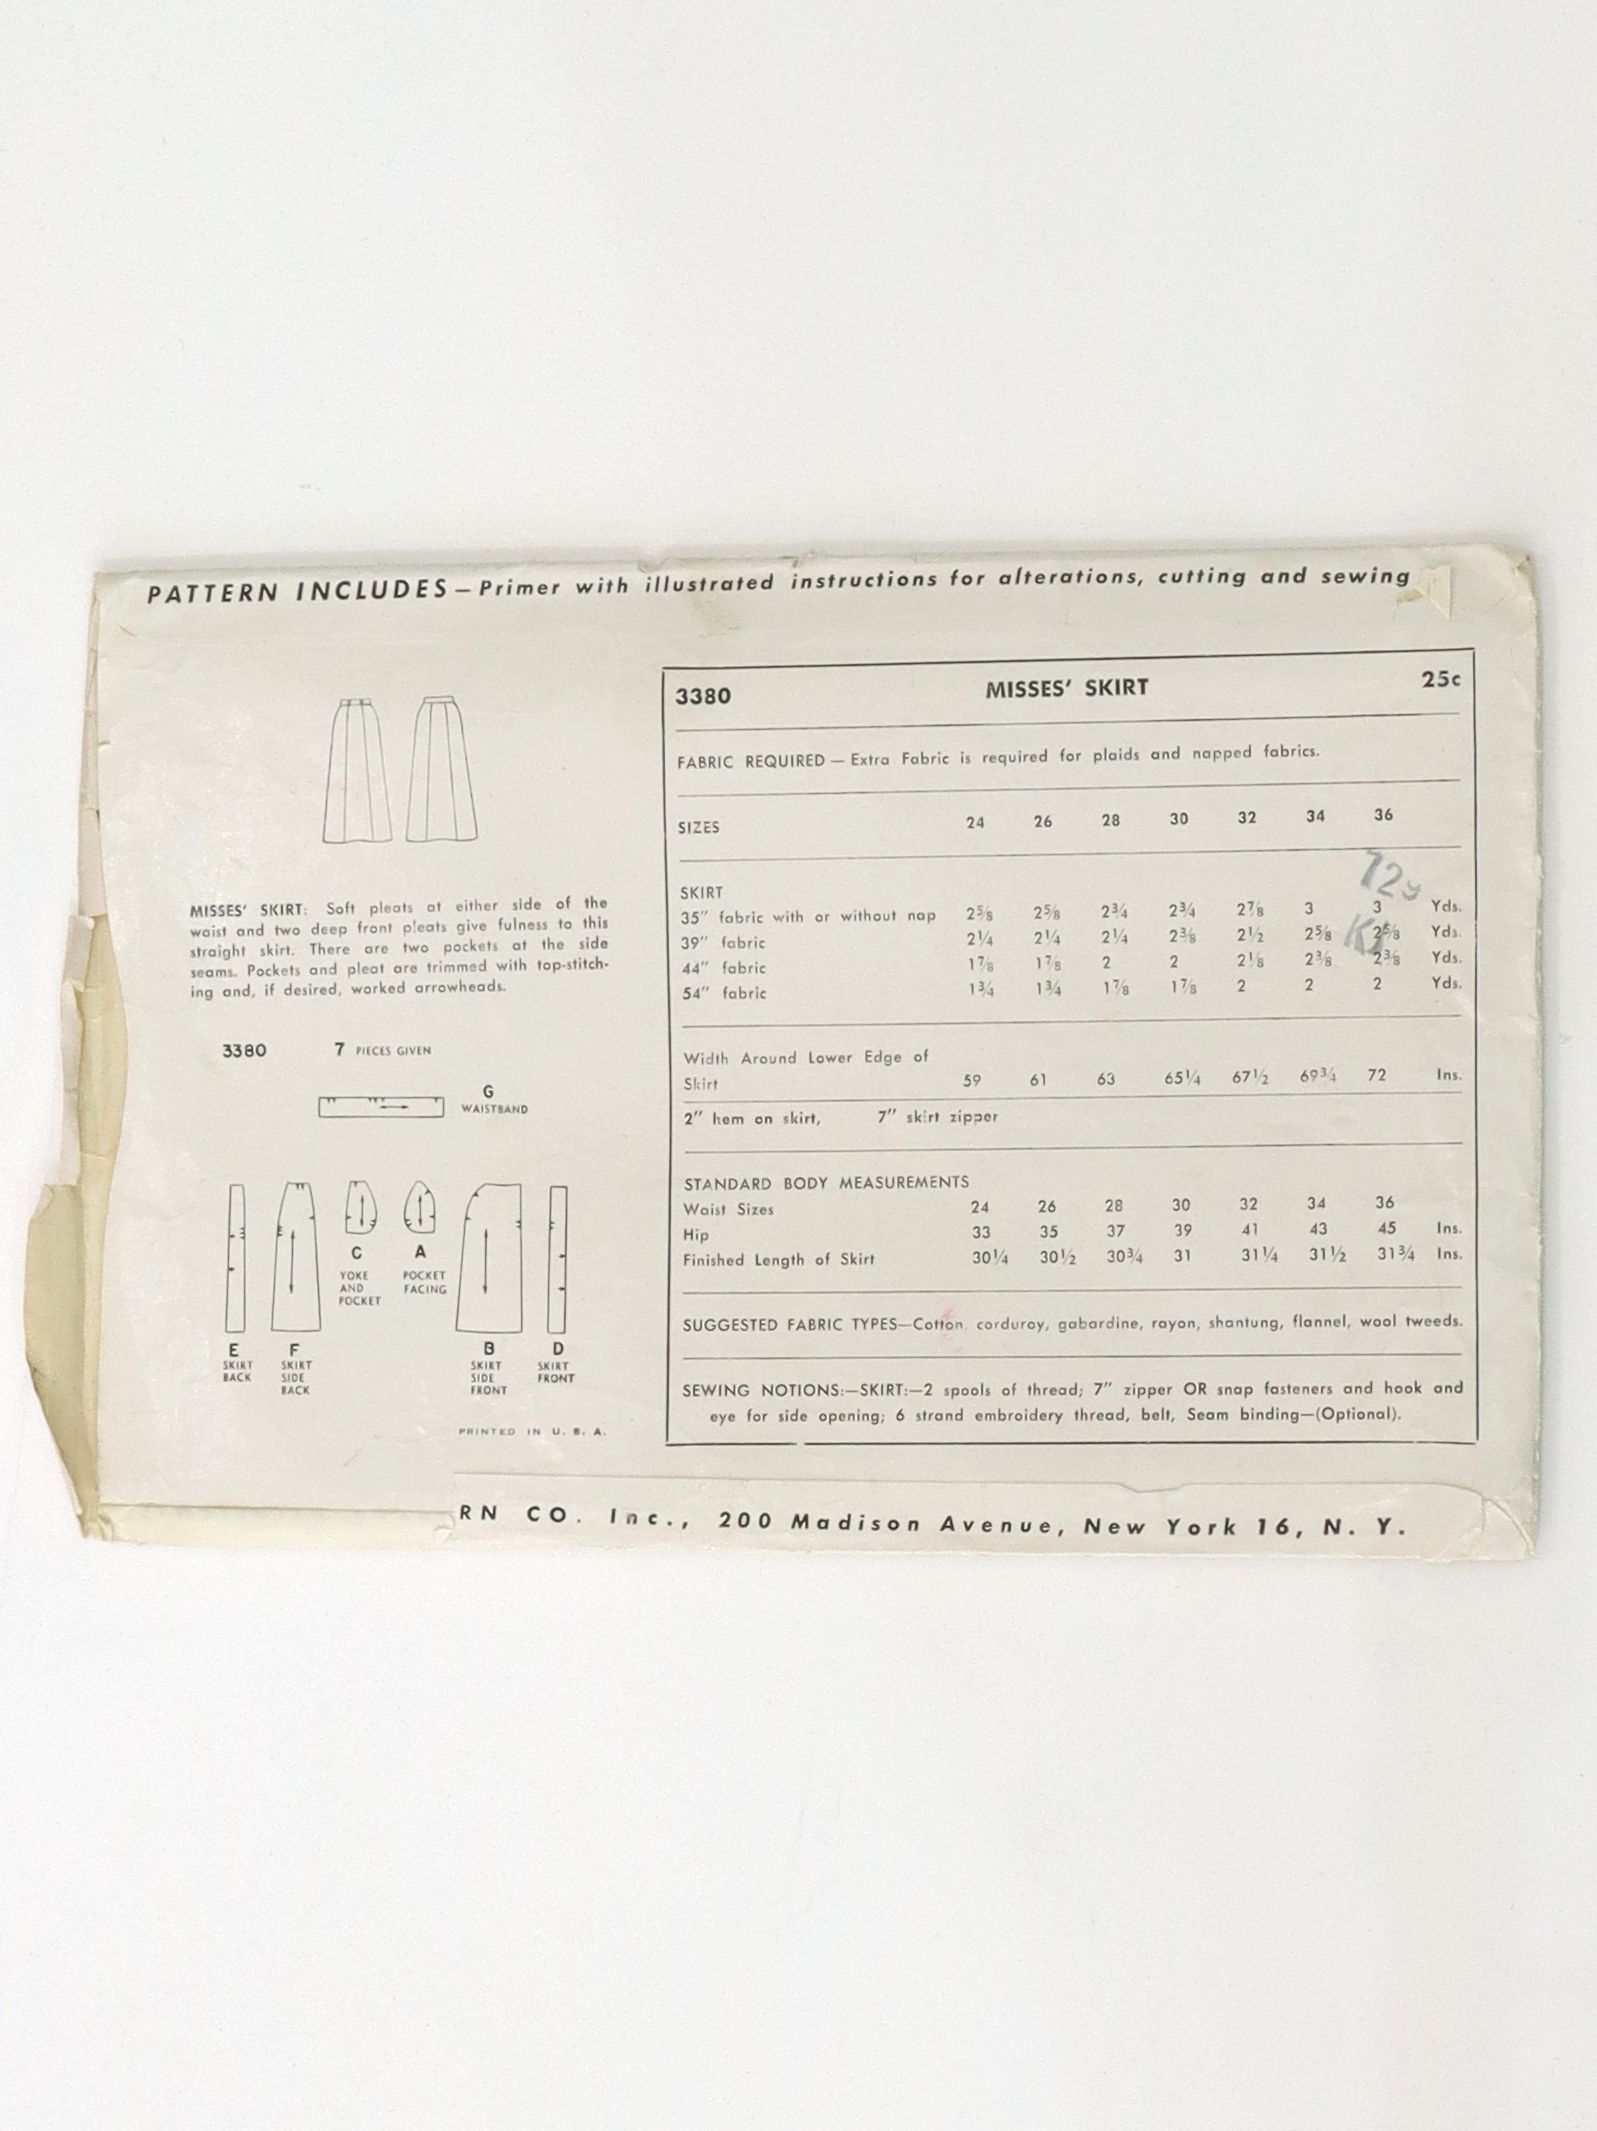 PATTERN INCLUDES — Primer with illustrated instructions for alterations, cutting and sewing
MISSES' SKIRT: Soft pleats at either side of the
waist and two deep front pleats give fulness to this
straight skirt. There are two pockets at the side
seams. Pockets and pleat are trimmed with top-stitch-
ing and, if desired, worked arrowheads.
3380 7 PIECES GIVEN
G
WAISTBAND
C
YOKE
AND
POCKET
A
POCKET
FACING
E
SKIRT
BACK
F
SKIRT
SIDE
BACK
B
SKIRT
SIDE
FRONT
D
SKIRT
FRONT
PRINTED IN U. S. A.
3380 MISSES' SKIRT 25c
FABRIC REQUIRED — Extra Fabric is required for plaids and napped fabrics.
SIZES 24 26 28 30 32 34 36
SKIRT
35" fabric with or without nap 2⅝ 2⅝ 2¾ 2¾ 2⅞ 3 3 Yds.
39" fabric 2¼ 2¼ 2¼ 2⅜ 2½ 2⅝ 2⅝ Yds.
44" fabric 1⅞ 1⅞ 2 2 2⅛ 2⅜ 2⅜ Yds.
54" fabric 1¾ 1¾ 1⅞ 1⅞ 2 2 2 Yds.
Width Around Lower Edge of
Skirt 59 61 63 65¼ 67½ 69¾ 72 Ins.
2" hem on skirt, 7" skirt zipper
STANDARD BODY MEASUREMENTS
Waist Sizes 24 26 28 30 32 34 36
Hip 33 35 37 39 41 43 45 Ins.
Finished Length of Skirt 30¼ 30½ 30¾ 31 31¼ 31½ 31¾ Ins.
SUGGESTED FABRIC TYPES—Cotton, corduroy, gabardine, rayon, shantung, flannel, wool tweeds.
SEWING NOTIONS:—SKIRT:—2 spools of thread; 7" zipper OR snap fasteners and hook and
eye for side opening; 6 strand embroidery thread, belt, Seam binding—(Optional).
RN CO. Inc., 200 Madison Avenue, New York 16, N. Y.